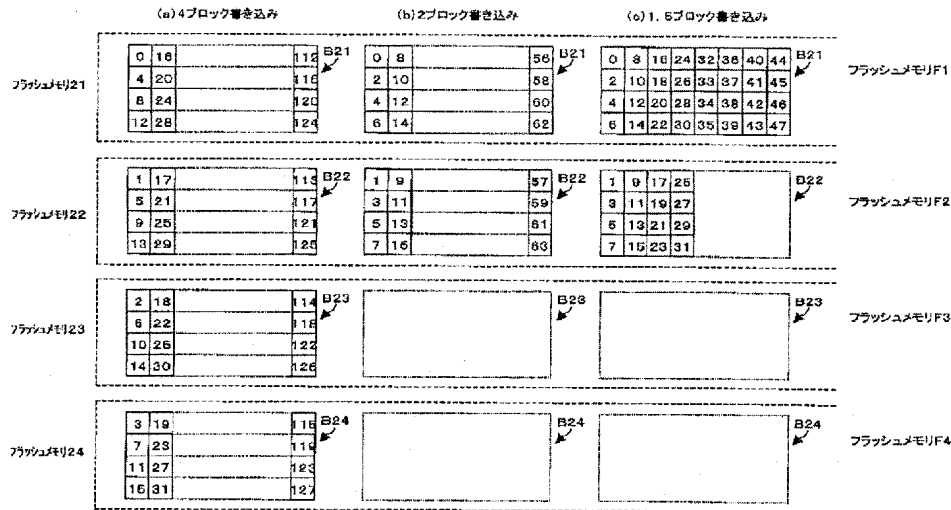 (a)4ブロック書き込み (b)2ブロック書き込み (c)1.5ブロック書き込み
フラッシュメモリ21 フラッシュメモリF1
0 16 112 B21 0 8 56 B21 0 8 16 24 32 36 40 44 B21
4 20 116 2 10 58 2 10 18 26 33 37 41 45
8 24 120 4 12 60 4 12 20 28 34 38 42 46
12 28 124 6 14 62 6 14 22 30 35 39 43 47
フラッシュメモリ22 フラッシュメモリF2
1 17 113 B22 1 9 57 B22 1 9 17 25 B22
5 21 117 3 11 59 3 11 19 27
9 25 121 5 13 61 5 13 21 29
13 29 125 7 15 63 7 15 23 31
フラッシュメモリ23 フラッシュメモリF3
2 18 114 B23 B23 B23
6 22 118
10 26 122
14 30 126
フラッシュメモリ24 フラッシュメモリF4
3 19 115 B24 B24 B24
7 23 119
11 27 123
15 31 127